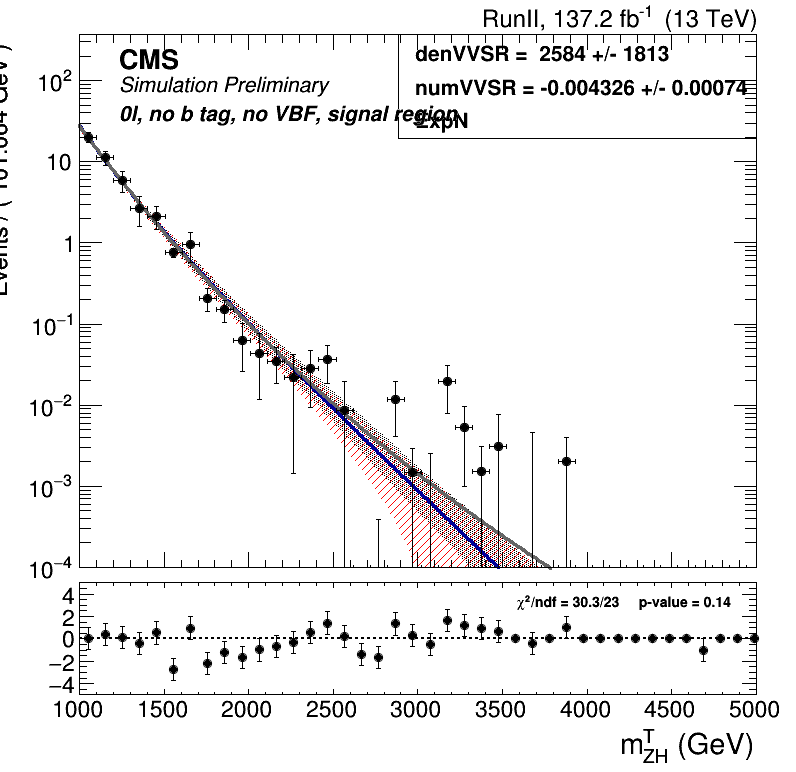 RunII, 137.2 fb⁻¹ (13 TeV)
CMS
Simulation Preliminary
0l, no b tag, no VBF, signal region
denVVSR = 2584 +/- 1813
numVVSR = -0.004326 +/- 0.00074
ExpN
Events / (
10²
10
1
10⁻¹
10⁻²
10⁻³
10⁻⁴
χ²/ndf = 30.3/23 p-value = 0.14
4
2
0
−2
−4
1000 1500 2000 2500 3000 3500 4000 4500 5000
m^T_ZH (GeV)